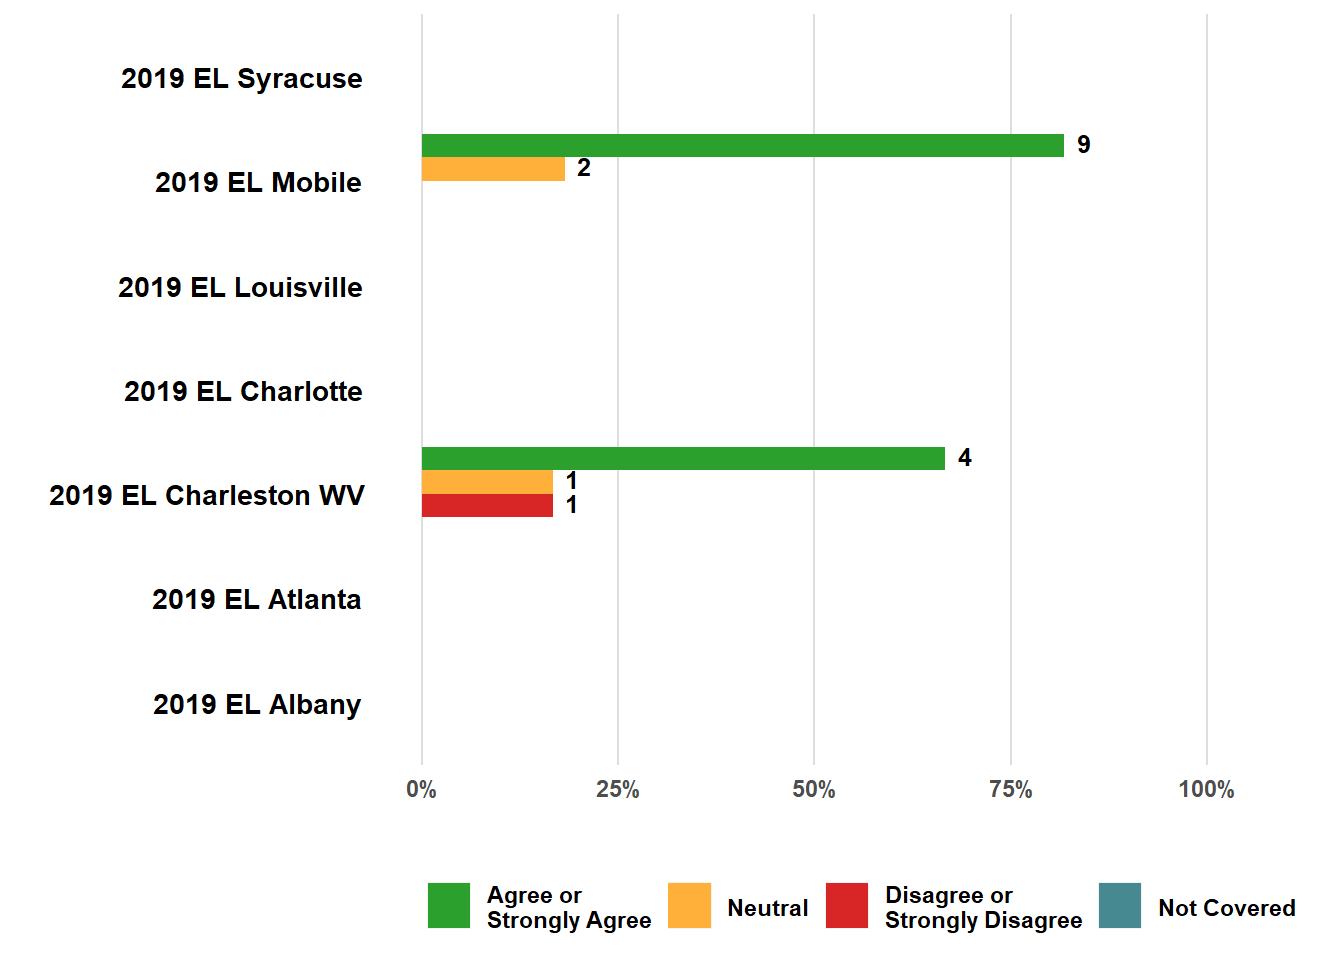 2019 EL Syracuse
9
2
2019 EL Mobile
2019 EL Louisville
2019 EL Charlotte
4
1
2019 EL Charleston WV
1
2019 EL Atlanta
2019 EL Albany
0% 25% 50% 75% 100%
Agree or
Strongly Agree
Neutral
Disagree or
Strongly Disagree
Not Covered